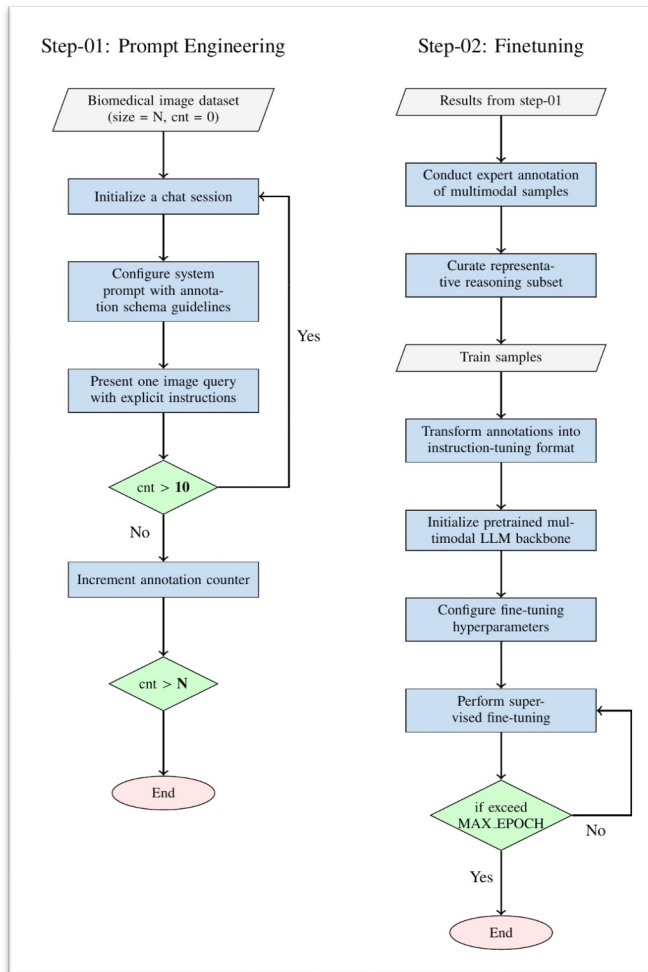 Step-01: Prompt Engineering
Biomedical image dataset
(size = N, cnt = 0)
Initialize a chat session
Configure system
prompt with annota-
tion schema guidelines
Yes
Present one image query
with explicit instructions
cnt > 10
No
Increment annotation counter
cnt > N
End
Step-02: Finetuning
Results from step-01
Conduct expert annotation
of multimodal samples
Curate representa-
tive reasoning subset
Train samples
Transform annotations into
instruction-tuning format
Initialize pretrained mul-
timodal LLM backbone
Configure fine-tuning
hyperparameters
Perform super-
vised fine-tuning
if exceed
MAX_EPOCH
No
Yes
End